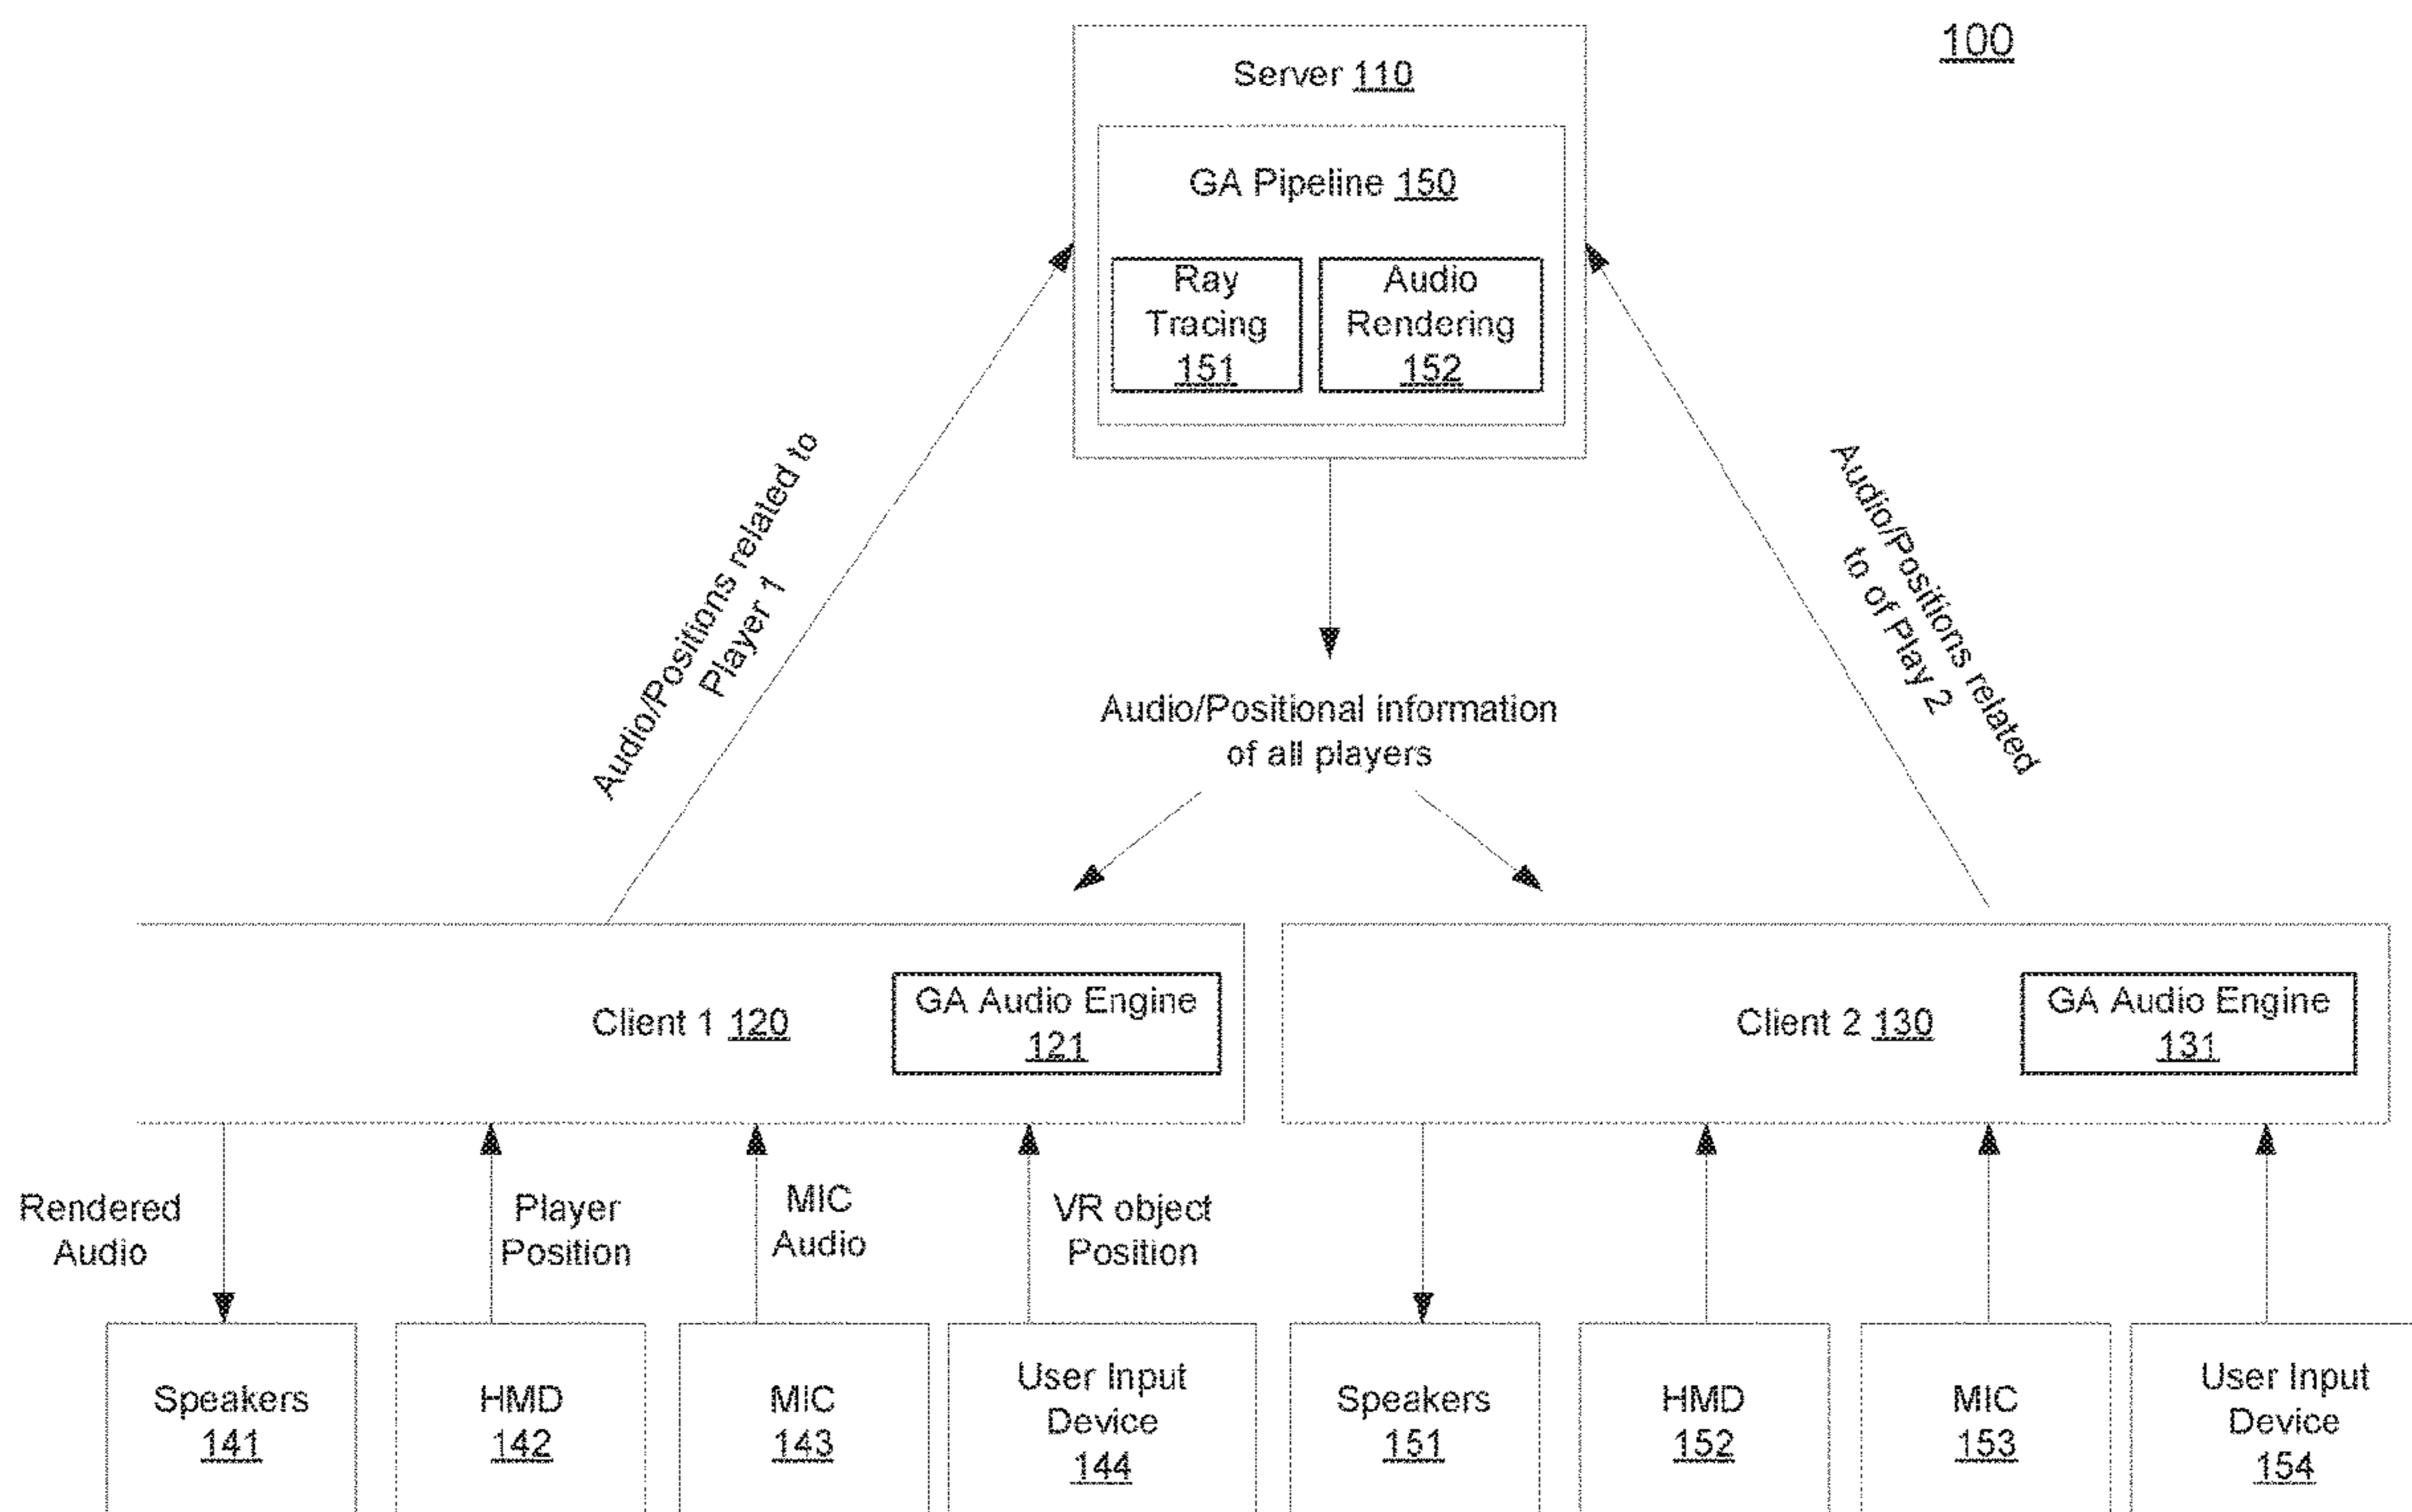 100
Server 110
GA Pipeline 150
Ray
Tracing
151
Audio
Rendering
152
Audio/Positions related to
Player 1
Audio/Positions related
to of Play 2
Audio/Positional information
of all players
Client 1 120
GA Audio Engine
121
Client 2 130
GA Audio Engine
131
Rendered
Audio
Player
Position
MIC
Audio
VR object
Position
Speakers
141
HMD
142
MIC
143
User Input
Device
144
Speakers
151
HMD
152
MIC
153
User Input
Device
154